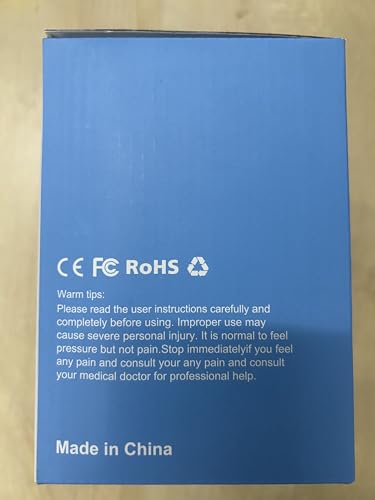 CE FC RoHS
Warm tips:
Please read the user instructions carefully and
completely before using. Improper use may
cause severe personal injury. It is normal to feel
pressure but not pain.Stop immediatelyif you feel
any pain and consult your any pain and consult
your medical doctor for professional help.
Made in China